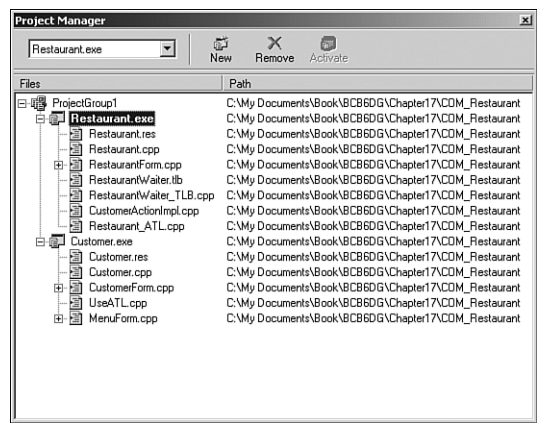 Project Manager
Restaurant.exe
New Remove Activate
Files Path
ProjectGroup1 C:\My Documents\Book\BCB6DG\Chapter17\COM_Restaurant
Restaurant.exe C:\My Documents\Book\BCB6DG\Chapter17\COM_Restaurant
Restaurant.res C:\My Documents\Book\BCB6DG\Chapter17\COM_Restaurant
Restaurant.cpp C:\My Documents\Book\BCB6DG\Chapter17\COM_Restaurant
RestaurantForm.cpp C:\My Documents\Book\BCB6DG\Chapter17\COM_Restaurant
RestaurantWaiter.tlb C:\My Documents\Book\BCB6DG\Chapter17\COM_Restaurant
RestaurantWaiter_TLB.cpp C:\My Documents\Book\BCB6DG\Chapter17\COM_Restaurant
CustomerActionImpl.cpp C:\My Documents\Book\BCB6DG\Chapter17\COM_Restaurant
Restaurant_ATL.cpp C:\My Documents\Book\BCB6DG\Chapter17\COM_Restaurant
Customer.exe C:\My Documents\Book\BCB6DG\Chapter17\COM_Restaurant
Customer.res C:\My Documents\Book\BCB6DG\Chapter17\COM_Restaurant
Customer.cpp C:\My Documents\Book\BCB6DG\Chapter17\COM_Restaurant
CustomerForm.cpp C:\My Documents\Book\BCB6DG\Chapter17\COM_Restaurant
UseATL.cpp C:\My Documents\Book\BCB6DG\Chapter17\COM_Restaurant
MenuForm.cpp C:\My Documents\Book\BCB6DG\Chapter17\COM_Restaurant